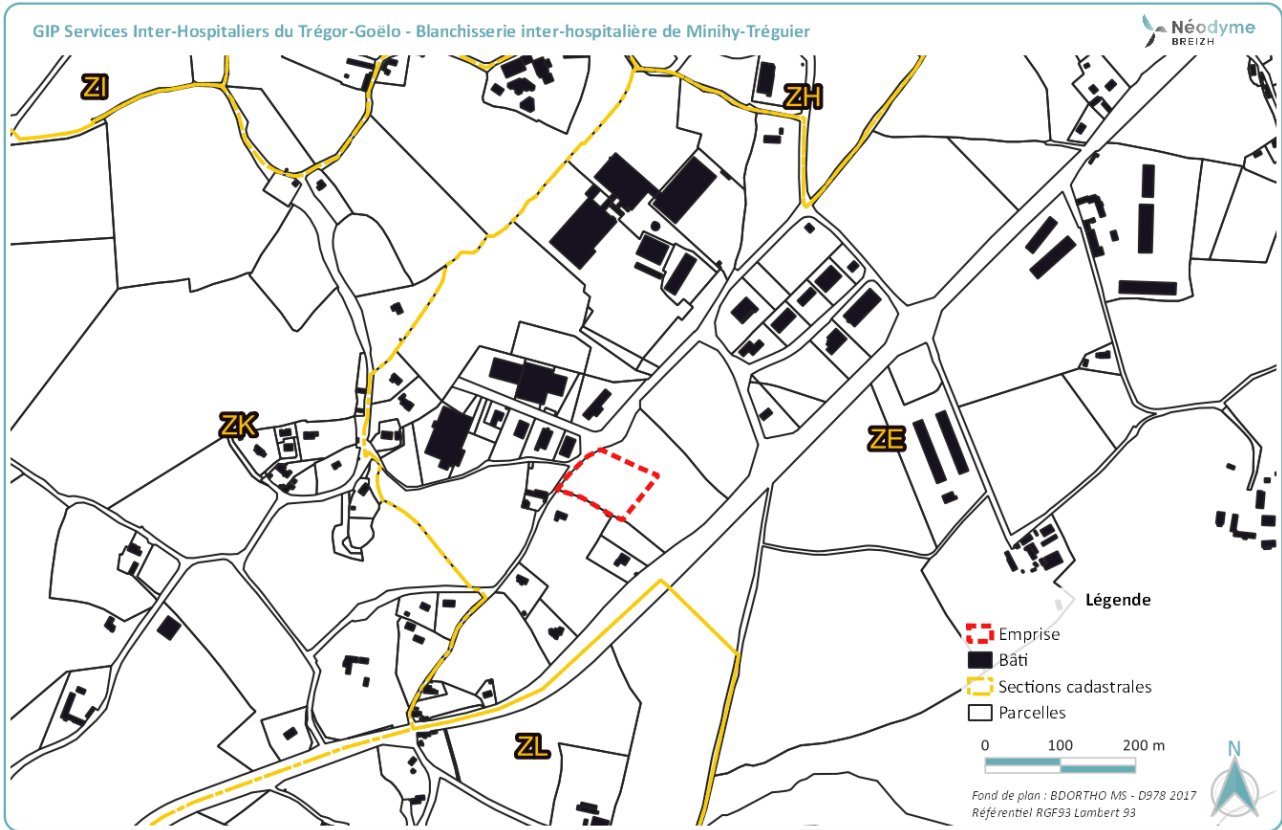 GIP Services Inter-Hospitaliers du Trégor-Goëlo - Blanchisserie inter-hospitalière de Minihy-Tréguier
Néodyme
BREIZH
ZI
ZH
ZK
ZE
ZL
Légende
Emprise
Bâti
Sections cadastrales
Parcelles
0 100 200 m
N
Fond de plan : BDORTHO MS - D978 2017
Référentiel RGF93 Lambert 93